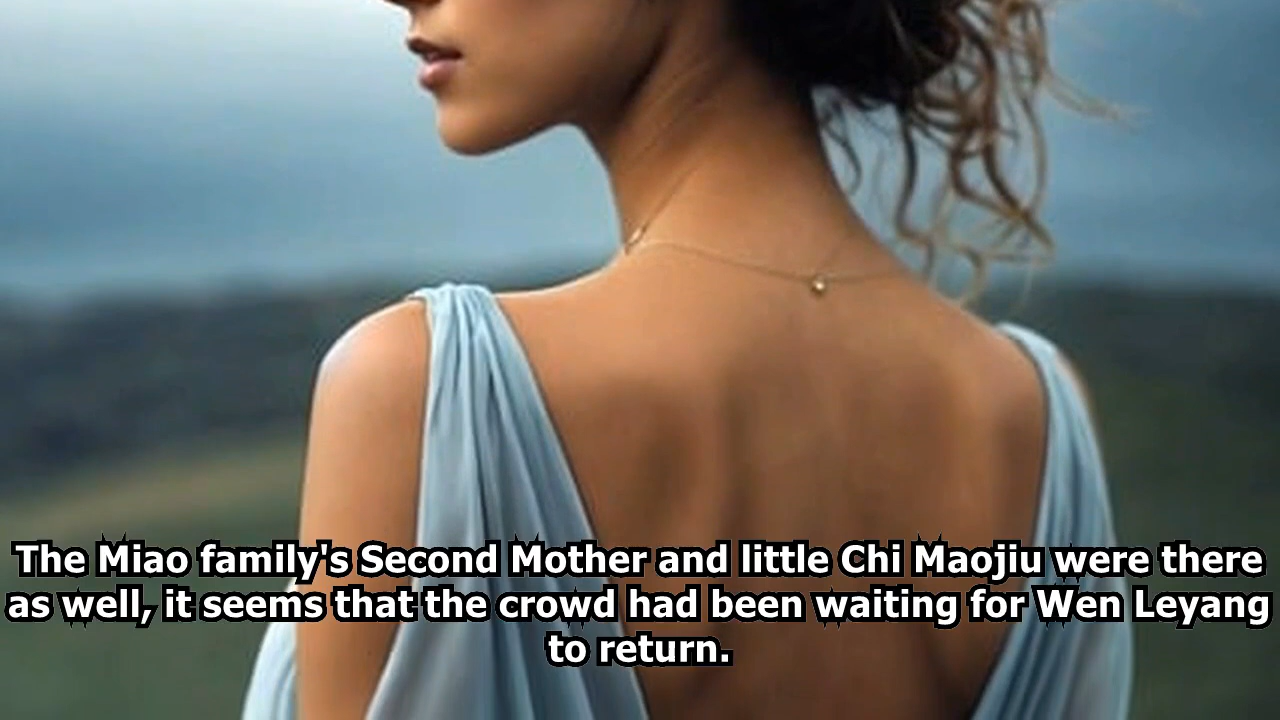 The Miao family's Second Mother and little Chi Maojiu were there
as well, it seems that the crowd had been waiting for Wen Leyang
to return.